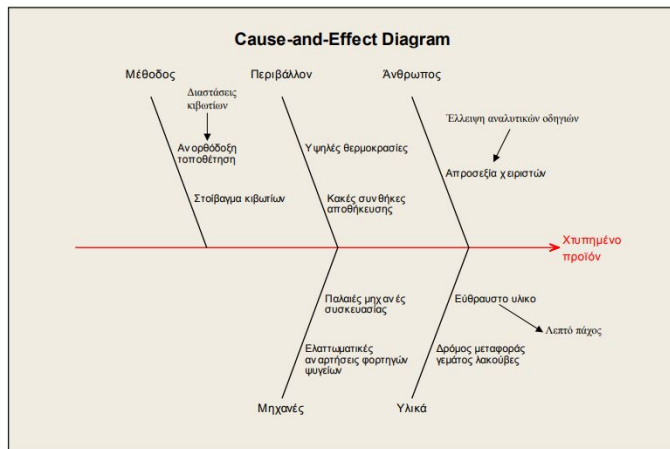 Cause-and-Effect Diagram
Μέθοδος
Περιβάλλον
Άνθρωπος
Διαστάσεις
κιβωτίων
Ανορθόδοξη
τοποθέτηση
Στοίβαγμα κιβωτίων
Υψηλές θερμοκρασίες
Κακές συνθήκες
αποθήκευσης
Έλλειψη αναλυτικών οδηγιών
Απροσεξία χειριστών
Χτυπημένο
προϊόν
Παλαιές μηχανές
συσκευασίας
Ελαττωματικές
αναρτήσεις φορτηγών
ψυγείων
Εύθραυστο υλικο
Λεπτό πάχος
Δρόμος μεταφοράς
γεμάτος λακούβες
Μηχανές
Υλικά